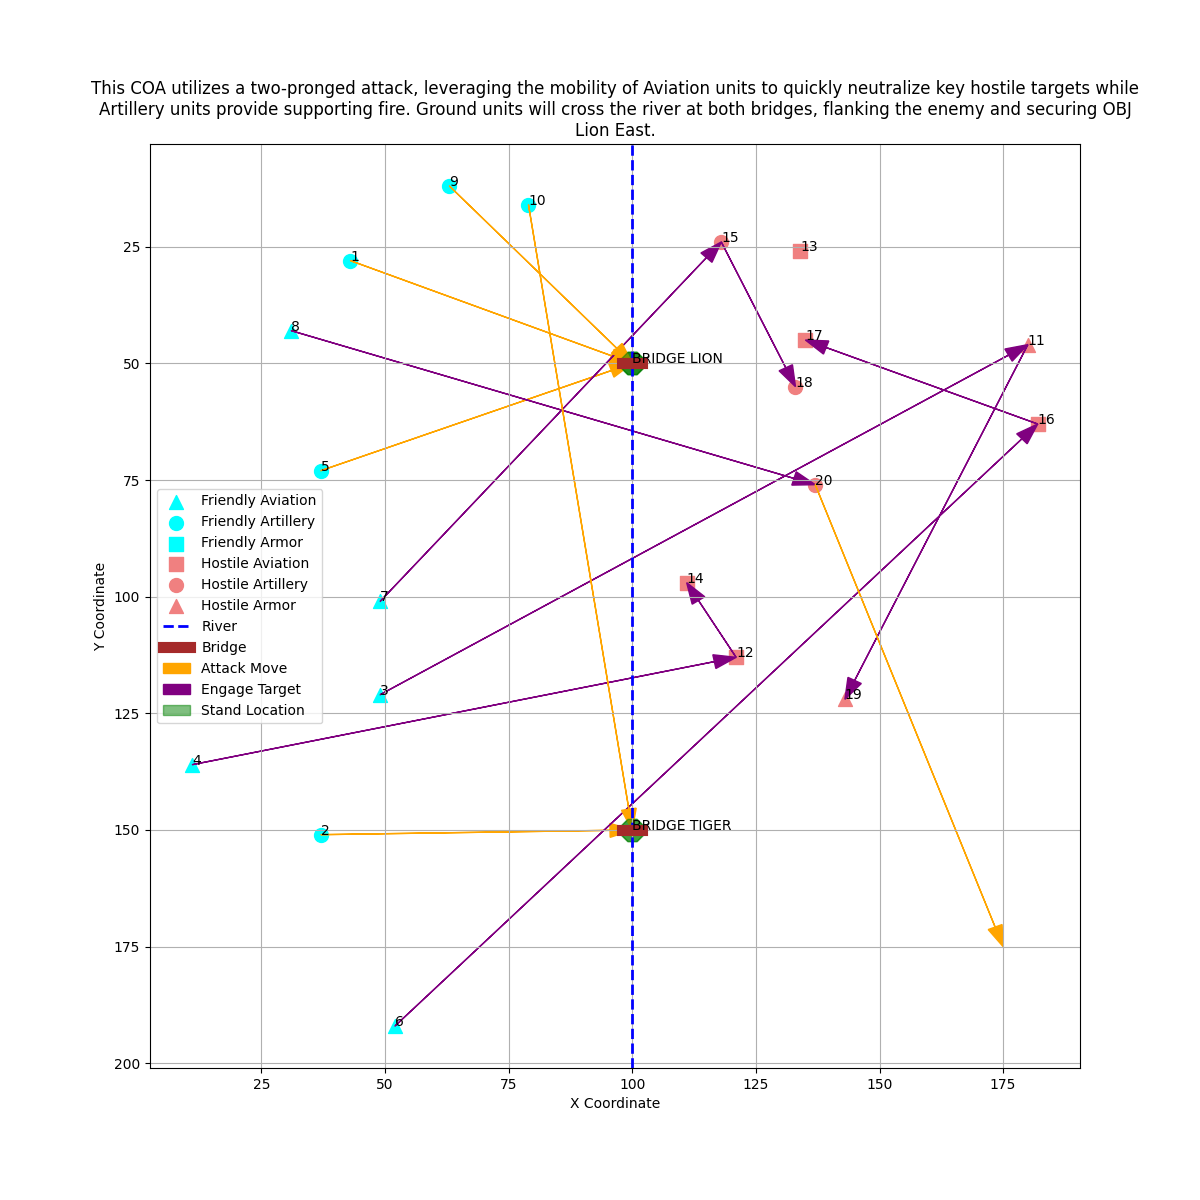 This COA utilizes a two-pronged attack, leveraging the mobility of Aviation units to quickly neutralize key hostile targets while
Artillery units provide supporting fire. Ground units will cross the river at both bridges, flanking the enemy and securing OBJ
Lion East.
9
10
15
13
1
8
17
11
BRIDGE LION
18
16
5
20
14
7
12
3
19
4
BRIDGE TIGER
2
6
Friendly Aviation
Friendly Artillery
Friendly Armor
Hostile Aviation
Hostile Artillery
Hostile Armor
River
Bridge
Attack Move
Engage Target
Stand Location
25
50
75
100
125
150
175
200
Y Coordinate
25
50
75
100
125
150
175
X Coordinate